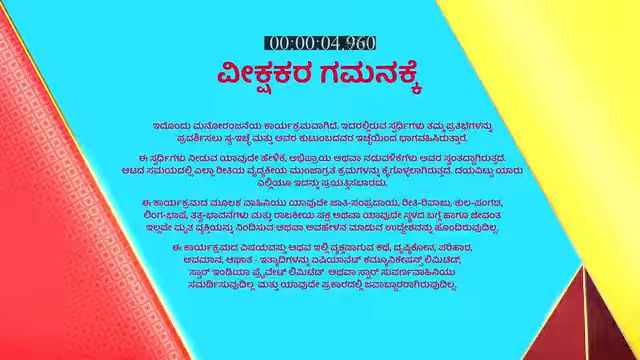 00:00:04.960
ವೀಕ್ಷಕರ ಗಮನಕ್ಕೆ
ಇದೊಂದು ಮನೋರಂಜನೆಯ ಕಾರ್ಯಕ್ರಮವಾಗಿದೆ. ಇದರಲ್ಲಿರುವ ಸ್ಪರ್ಧಿಗಳು ತಮ್ಮ ಪ್ರತಿಭೆಗಳನ್ನು
ಪ್ರದರ್ಶಿಸಲು ಸ್ವ-ಇಚ್ಛೆ ಮತ್ತು ಅವರ ಕುಟುಂಬದವರ ಇಚ್ಛೆಯಿಂದ ಭಾಗವಹಿಸಿರುತ್ತಾರೆ.
ಈ ಸ್ಪರ್ಧಿಗಳು ನೀಡುವ ಯಾವುದೇ ಹೇಳಿಕೆ, ಅಭಿಪ್ರಾಯ ಅಥವಾ ನಡುವಳಿಕೆಗಳು ಅವರ ಸ್ವಂತದ್ದಾಗಿರುತ್ತದೆ.
ಆಟದ ಸಮಯದಲ್ಲಿ ಎಲ್ಲಾ ರೀತಿಯ ವೈದ್ಯಕೀಯ ಮುಂಜಾಗ್ರತೆ ಕ್ರಮಗಳನ್ನು ಕೈಗೊಳ್ಳಲಾಗಿರುತ್ತದೆ. ದಯವಿಟ್ಟು ಯಾರು
ಎಲ್ಲಿಯೂ ಇದನ್ನು ಪ್ರಯತ್ನಿಸಬಾರದು.
ಈ ಕಾರ್ಯಕ್ರಮದ ಮೂಲಕ ವಾಹಿನಿಯು ಯಾವುದೇ ಜಾತಿ-ಸಂಪ್ರದಾಯ, ರೀತಿ-ರಿವಾಜು, ಕುಲ-ಪಂಗಡ,
ಲಿಂಗ-ಭಾಷೆ, ತತ್ವ-ಭಾವನೆಗಳು ಮತ್ತು ರಾಜಕೀಯ ಪಕ್ಷ ಅಥವಾ ಯಾವುದೇ ಸ್ಥಳದ ಬಗ್ಗೆ ಹಾಗೂ ಜೀವಂತ
ಇಲ್ಲವೇ ಮೃತ ವ್ಯಕ್ತಿಯನ್ನು ನಿಂದಿಸುವ ಅಥವಾ ಅವಹೇಳನ ಮಾಡುವ ಉದ್ದೇಶವನ್ನು ಹೊಂದಿರುವುದಿಲ್ಲ.
ಈ ಕಾರ್ಯಕ್ರಮದ ವಿಷಯವಸ್ತು ಅಥವ ಇಲ್ಲಿ ವ್ಯಕ್ತವಾಗುವ ಕಥೆ, ದೃಷ್ಟಿಕೋನ, ಪರಿಹಾರ,
ಅವಮಾನ, ಆಘಾತ - ಇತ್ಯಾದಿಗಳನ್ನು ಏಷಿಯಾನೆಟ್ ಕಮ್ಯೂನಿಕೇಷನ್ಸ್ ಲಿಮಿಟೆಡ್,
ಸ್ಟಾರ್ ಇಂಡಿಯಾ ಪ್ರೈವೇಟ್ ಲಿಮಿಟೆಡ್ ಅಥವಾ ಸ್ಟಾರ್ ಸುವರ್ಣವಾಹಿನಿಯು
ಸಮರ್ಥಿಸುವುದಿಲ್ಲ ಮತ್ತು ಯಾವುದೇ ಪ್ರಕಾರದಲ್ಲಿ ಜವಾಬ್ದಾರರಾಗಿರುವುದಿಲ್ಲ.